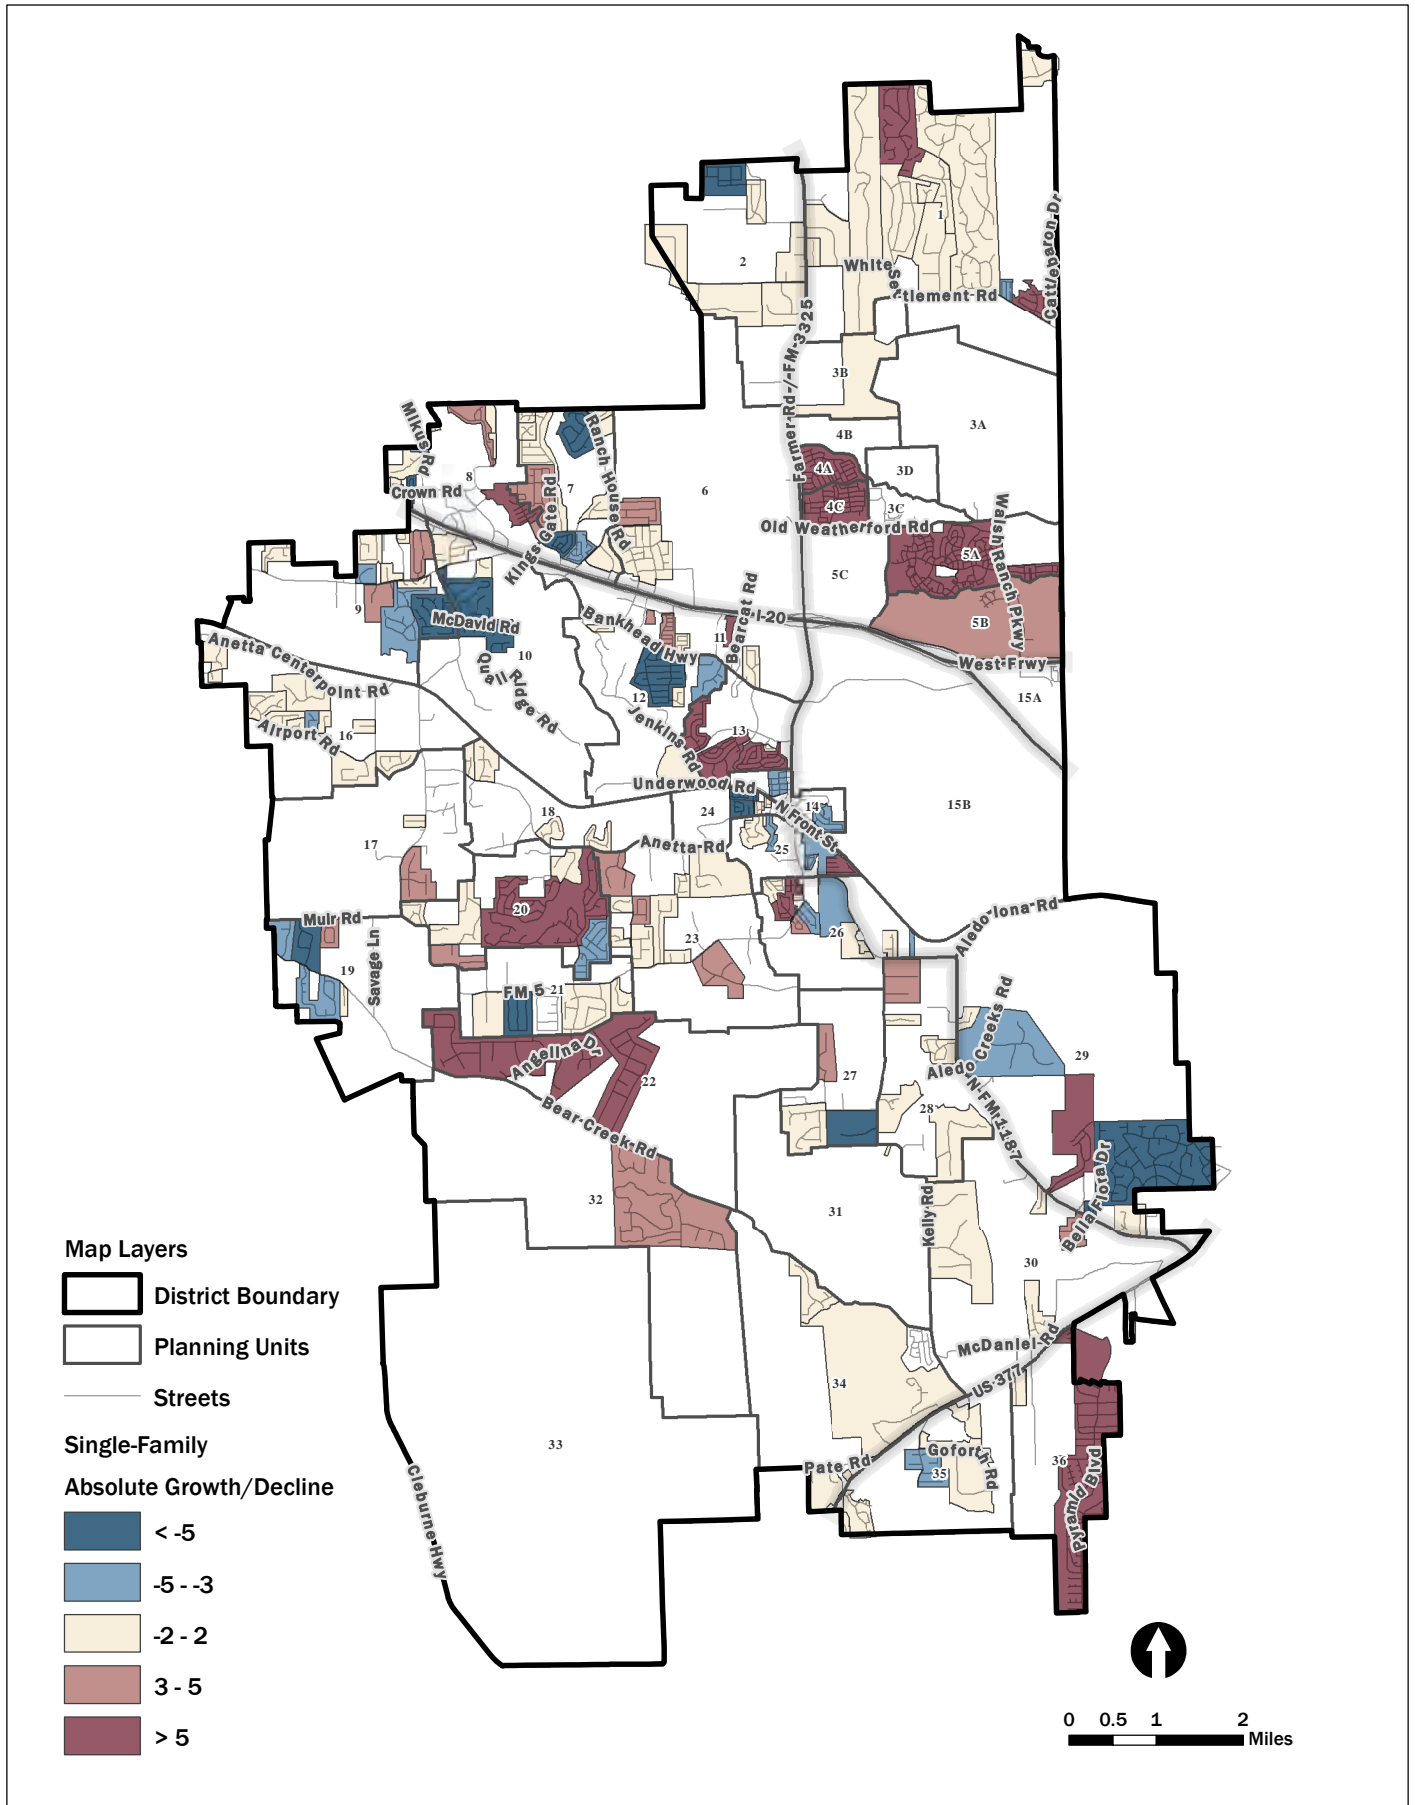 1
Cattlebaron Dr
2
White Settlement Rd
Farmer Rd / FM 3325
3B
3A
4B
Mikus Rd
Ranch House Rd
4A
3D
8
7
6
Crown Rd
Kings Gate Rd
4C
3C
Old Weatherford Rd
Walsh Ranch Pkwy
5A
5C
9
McDavid Rd
Bankhead Hwy
Bearcat Rd
I-20
5B
11
Anetta Centerpoint Rd
10
Quail Ridge Rd
West Frwy
15A
12
Jenkins Rd
13
Airport Rd
16
Underwood Rd
14
N Front St
15B
18
24
17
Anetta Rd
25
20
Muir Rd
Aledo Iona Rd
26
23
19
Savage Ln
FM 5
21
Aledo Creeks Rd
29
Angelina Dr
22
27
N FM 1187
28
Bear Creek Rd
Bella Flora Dr
32
31
Kelly Rd
30
McDaniel Rd
US 377
34
33
Pate Rd
Goforth Rd
35
36
Pyramid Blvd
Cleburne Hwy
Map Layers
District Boundary
Planning Units
Streets
Single-Family
Absolute Growth/Decline
< -5
-5 - -3
-2 - 2
3 - 5
> 5
0 0.5 1 2
Miles